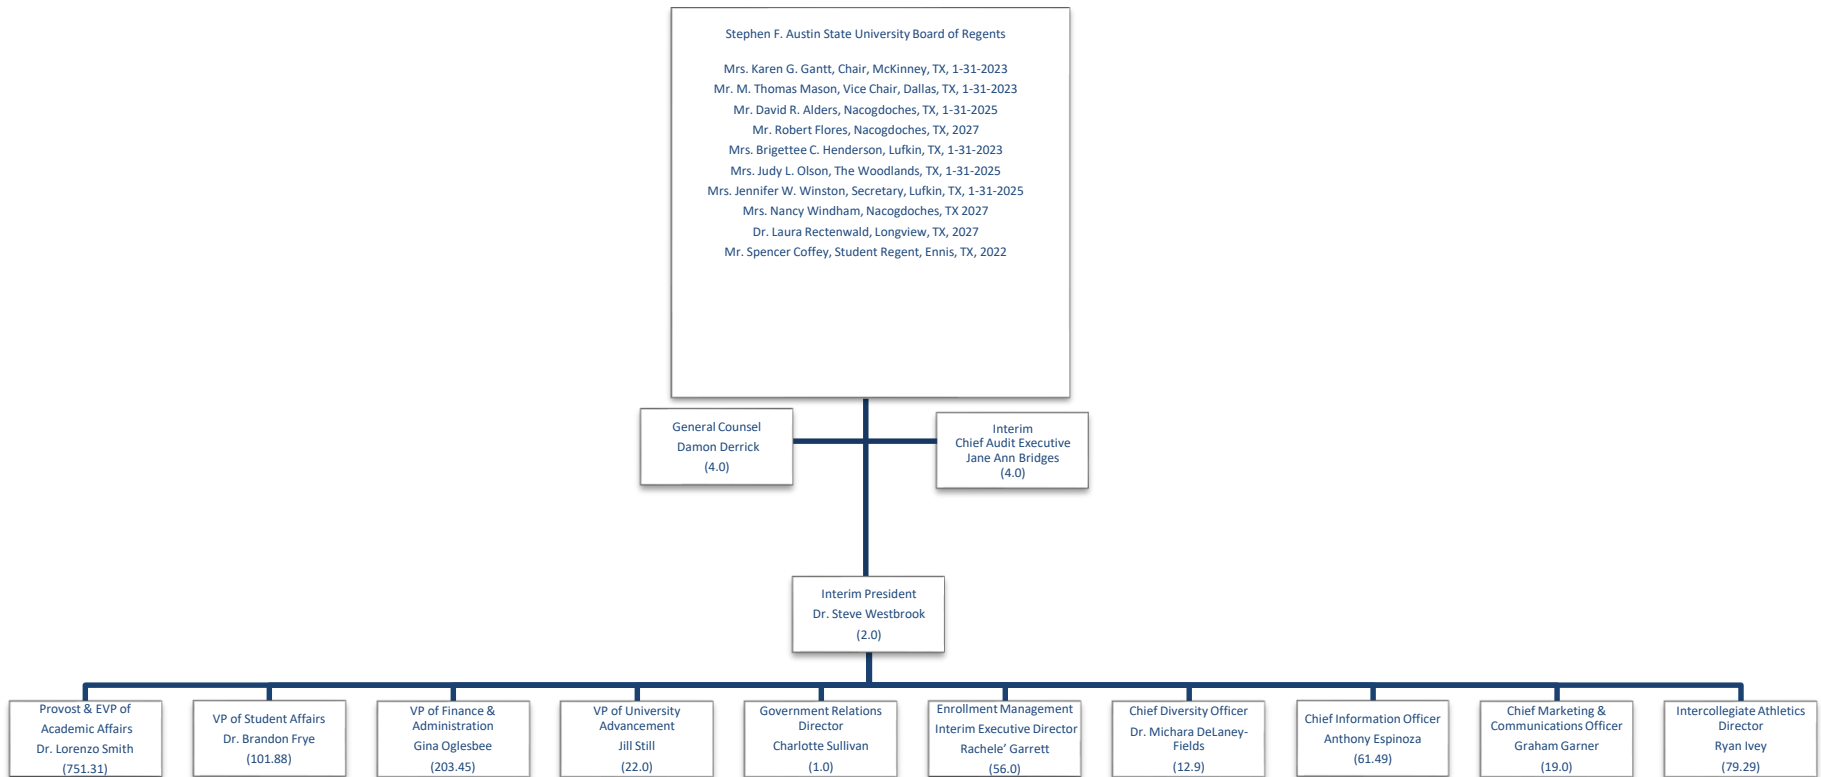 Stephen F. Austin State University Board of Regents
Mrs. Karen G. Gantt, Chair, McKinney, TX, 1-31-2023
Mr. M. Thomas Mason, Vice Chair, Dallas, TX, 1-31-2023
Mr. David R. Alders, Nacogdoches, TX, 1-31-2025
Mr. Robert Flores, Nacogdoches, TX, 2027
Mrs. Brigettee C. Henderson, Lufkin, TX, 1-31-2023
Mrs. Judy L. Olson, The Woodlands, TX, 1-31-2025
Mrs. Jennifer W. Winston, Secretary, Lufkin, TX, 1-31-2025
Mrs. Nancy Windham, Nacogdoches, TX 2027
Dr. Laura Rectenwald, Longview, TX, 2027
Mr. Spencer Coffey, Student Regent, Ennis, TX, 2022
General Counsel
Damon Derrick
(4.0)
Interim
Chief Audit Executive
Jane Ann Bridges
(4.0)
Interim President
Dr. Steve Westbrook
(2.0)
Provost & EVP of
Academic Affairs
Dr. Lorenzo Smith
(751.31)
VP of Student Affairs
Dr. Brandon Frye
(101.88)
VP of Finance &
Administration
Gina Oglesbee
(203.45)
VP of University
Advancement
Jill Still
(22.0)
Government Relations
Director
Charlotte Sullivan
(1.0)
Enrollment Management
Interim Executive Director
Rachele’ Garrett
(56.0)
Chief Diversity Officer
Dr. Michara DeLaney-
Fields
(12.9)
Chief Information Officer
Anthony Espinoza
(61.49)
Chief Marketing &
Communications Officer
Graham Garner
(19.0)
Intercollegiate Athletics
Director
Ryan Ivey
(79.29)